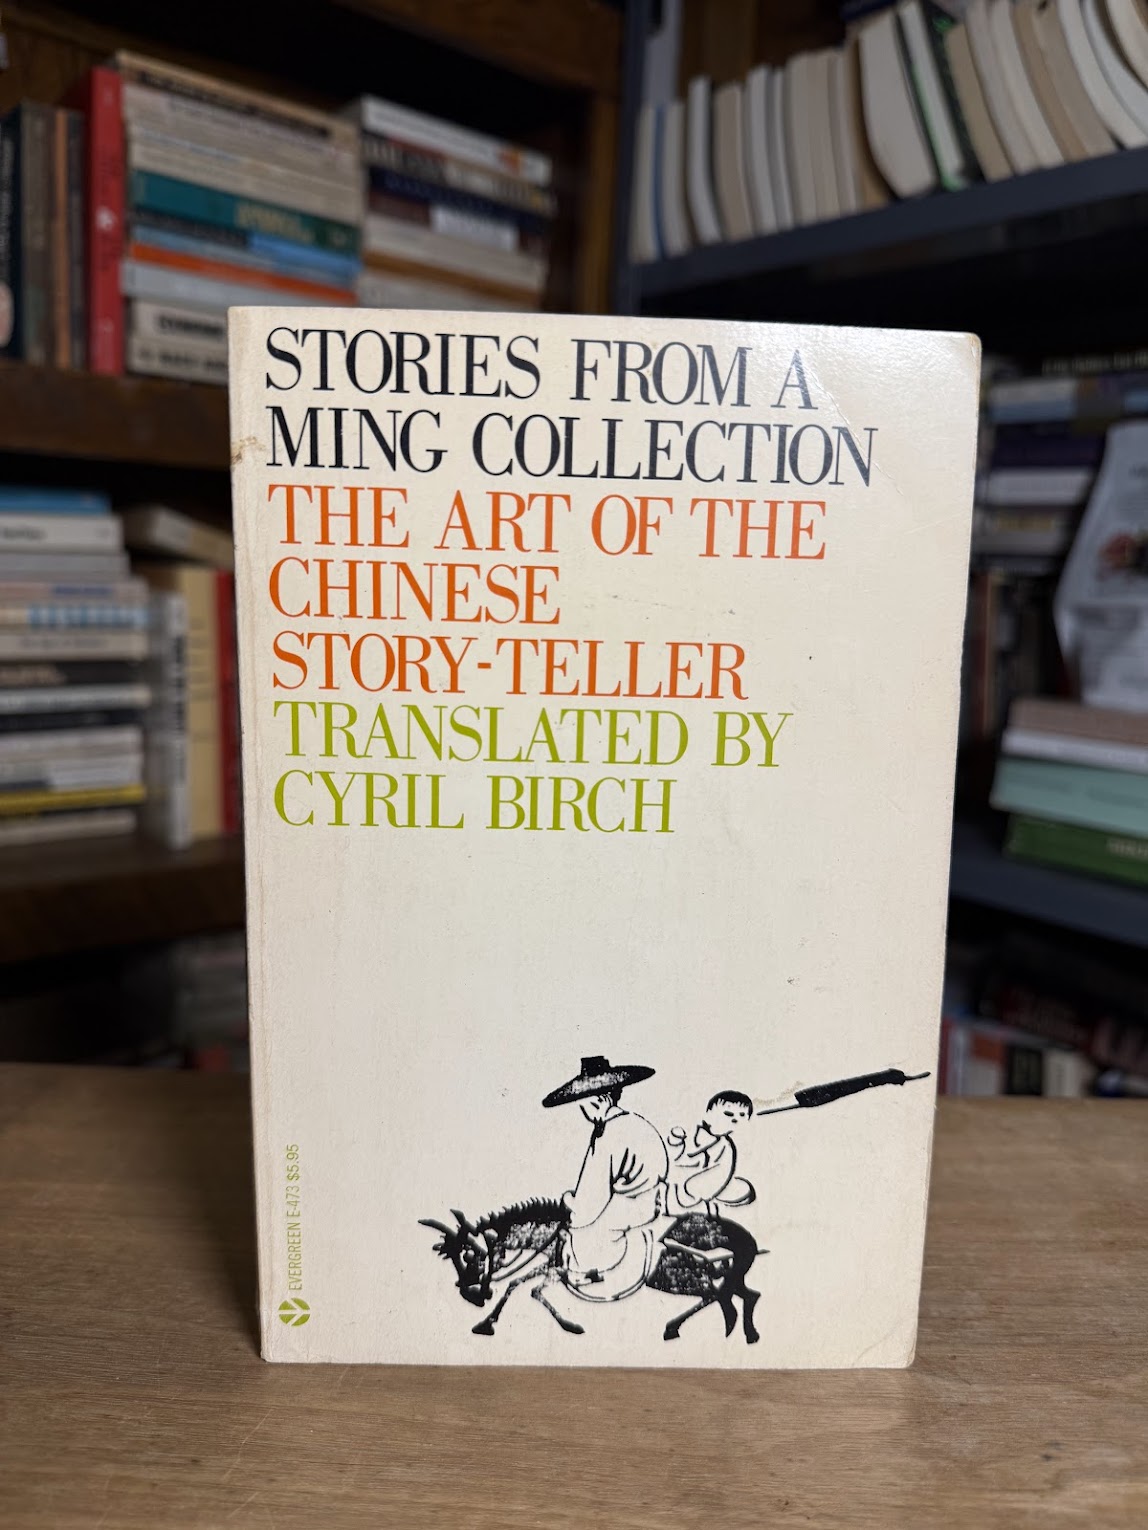 STORIES FROM A
MING COLLECTION
THE ART OF THE
CHINESE
STORY-TELLER
TRANSLATED BY
CYRIL BIRCH
EVERGREEN E-473 $5.95